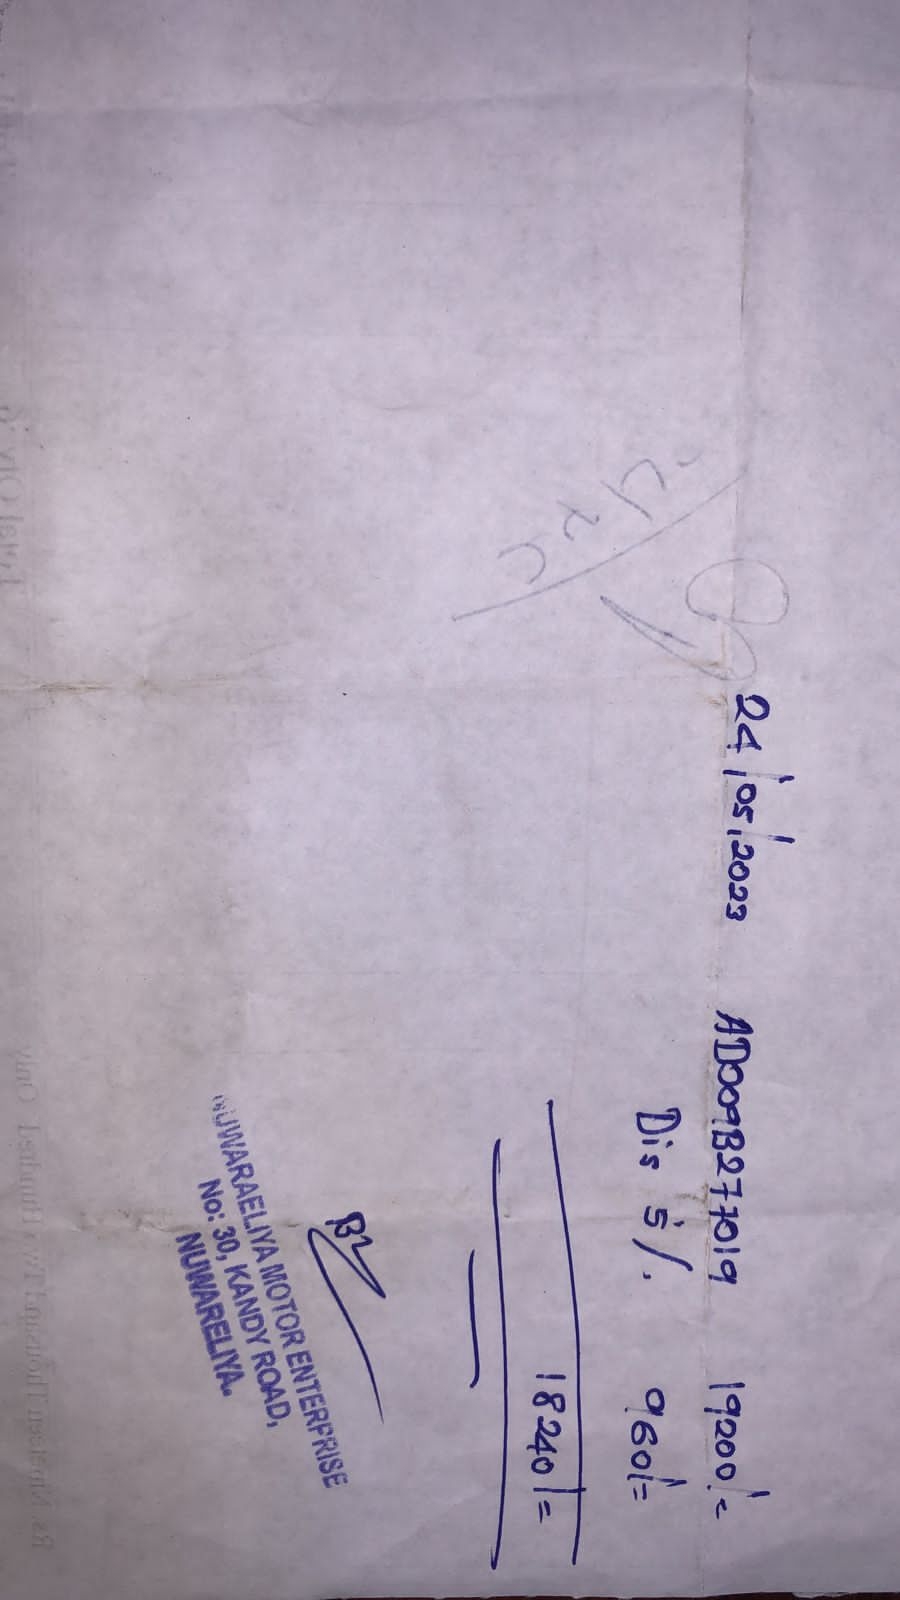 24/05/2023 AD009B277019 19200/=
Dis 5%. 960/=
18240/=
NUWARAELIYA MOTOR ENTERPRISE
No: 30, KANDY ROAD,
NUWARELIYA.